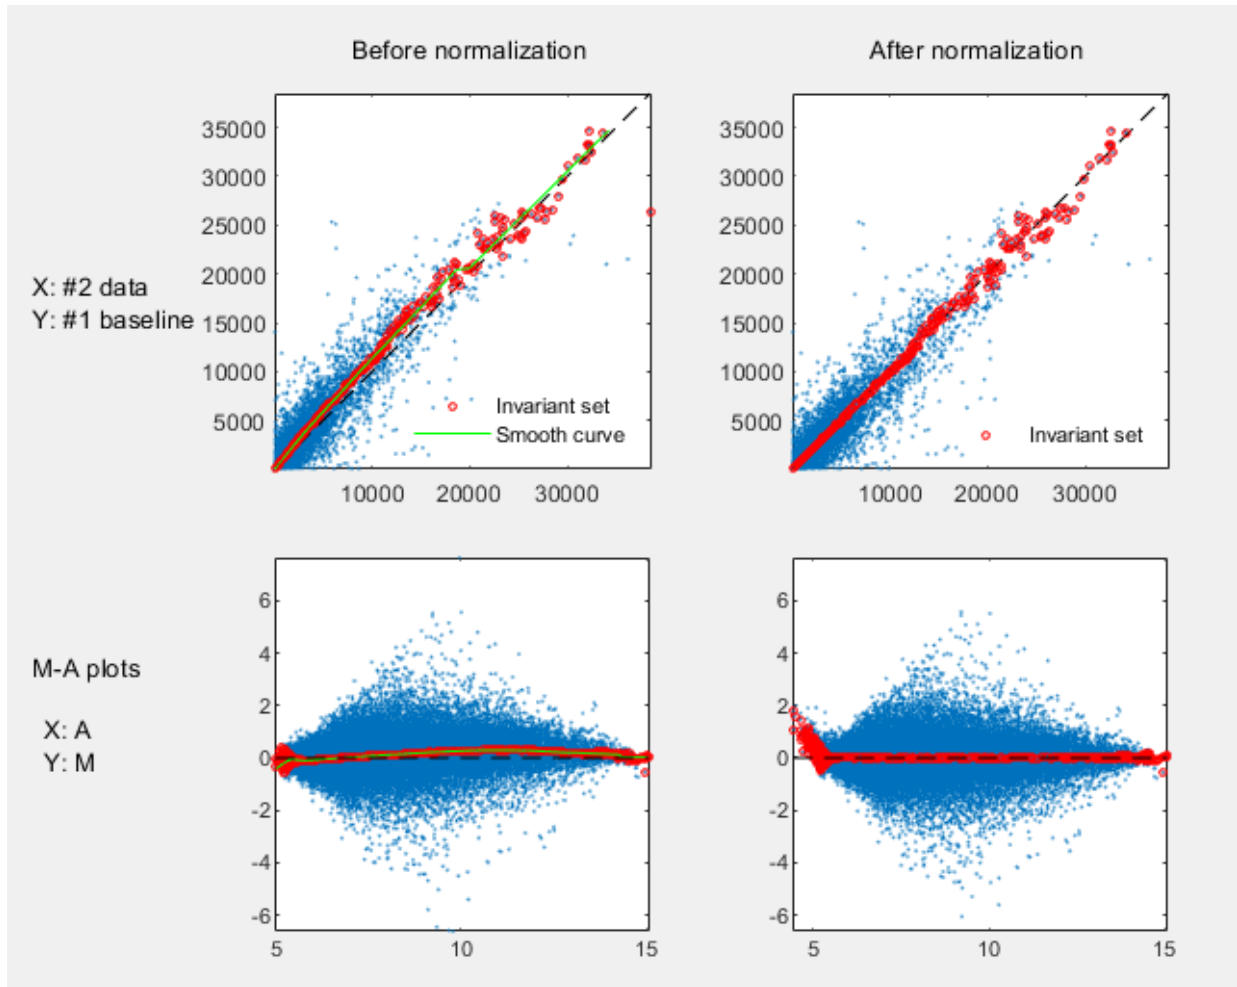 Before normalization
After normalization
X: #2 data
Y: #1 baseline
35000
30000
25000
20000
15000
10000
5000
10000 20000 30000
Invariant set
Smooth curve
35000
30000
25000
20000
15000
10000
5000
10000 20000 30000
Invariant set
M-A plots
X: A
Y: M
6
4
2
0
-2
-4
-6
5 10 15
6
4
2
0
-2
-4
-6
5 10 15